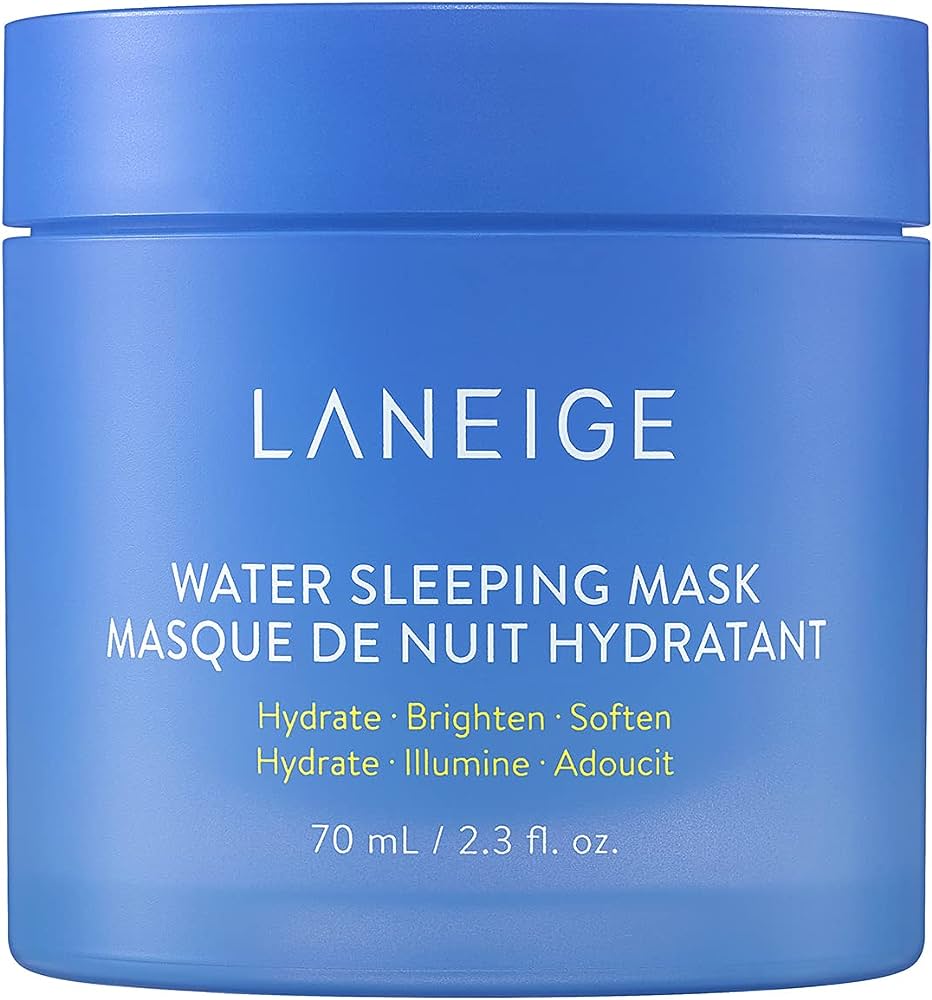 LANEIGE
WATER SLEEPING MASK
MASQUE DE NUIT HYDRATANT
Hydrate · Brighten · Soften
Hydrate · Illumine · Adoucit
70 mL / 2.3 fl. oz.